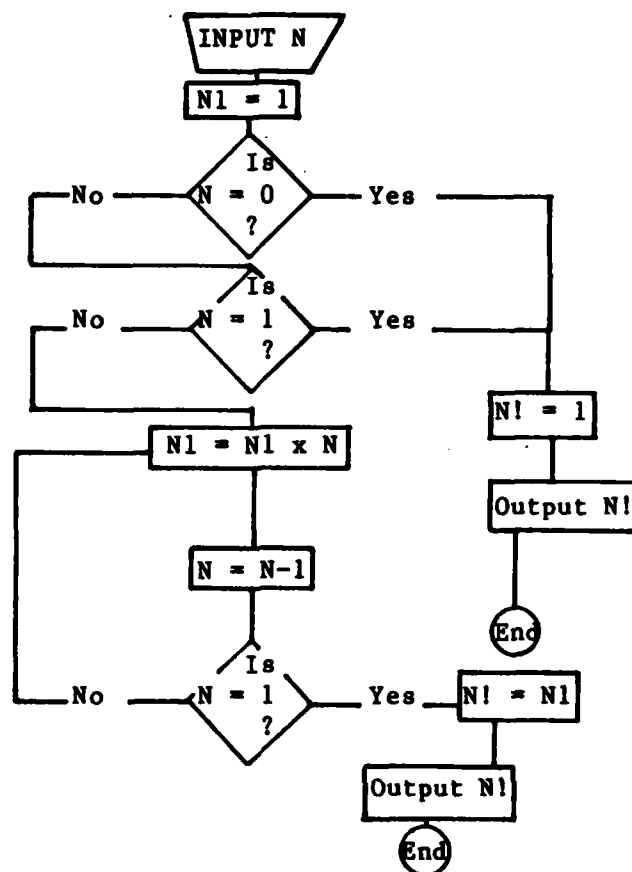 INPUT N
N1 = 1
Is
No N = 0 Yes
?
Is
No N = 1 Yes
?
N! = 1
N1 = N1 x N
Output N!
N = N-1
End
Is
No N = 1 Yes N! = N1
?
Output N!
End